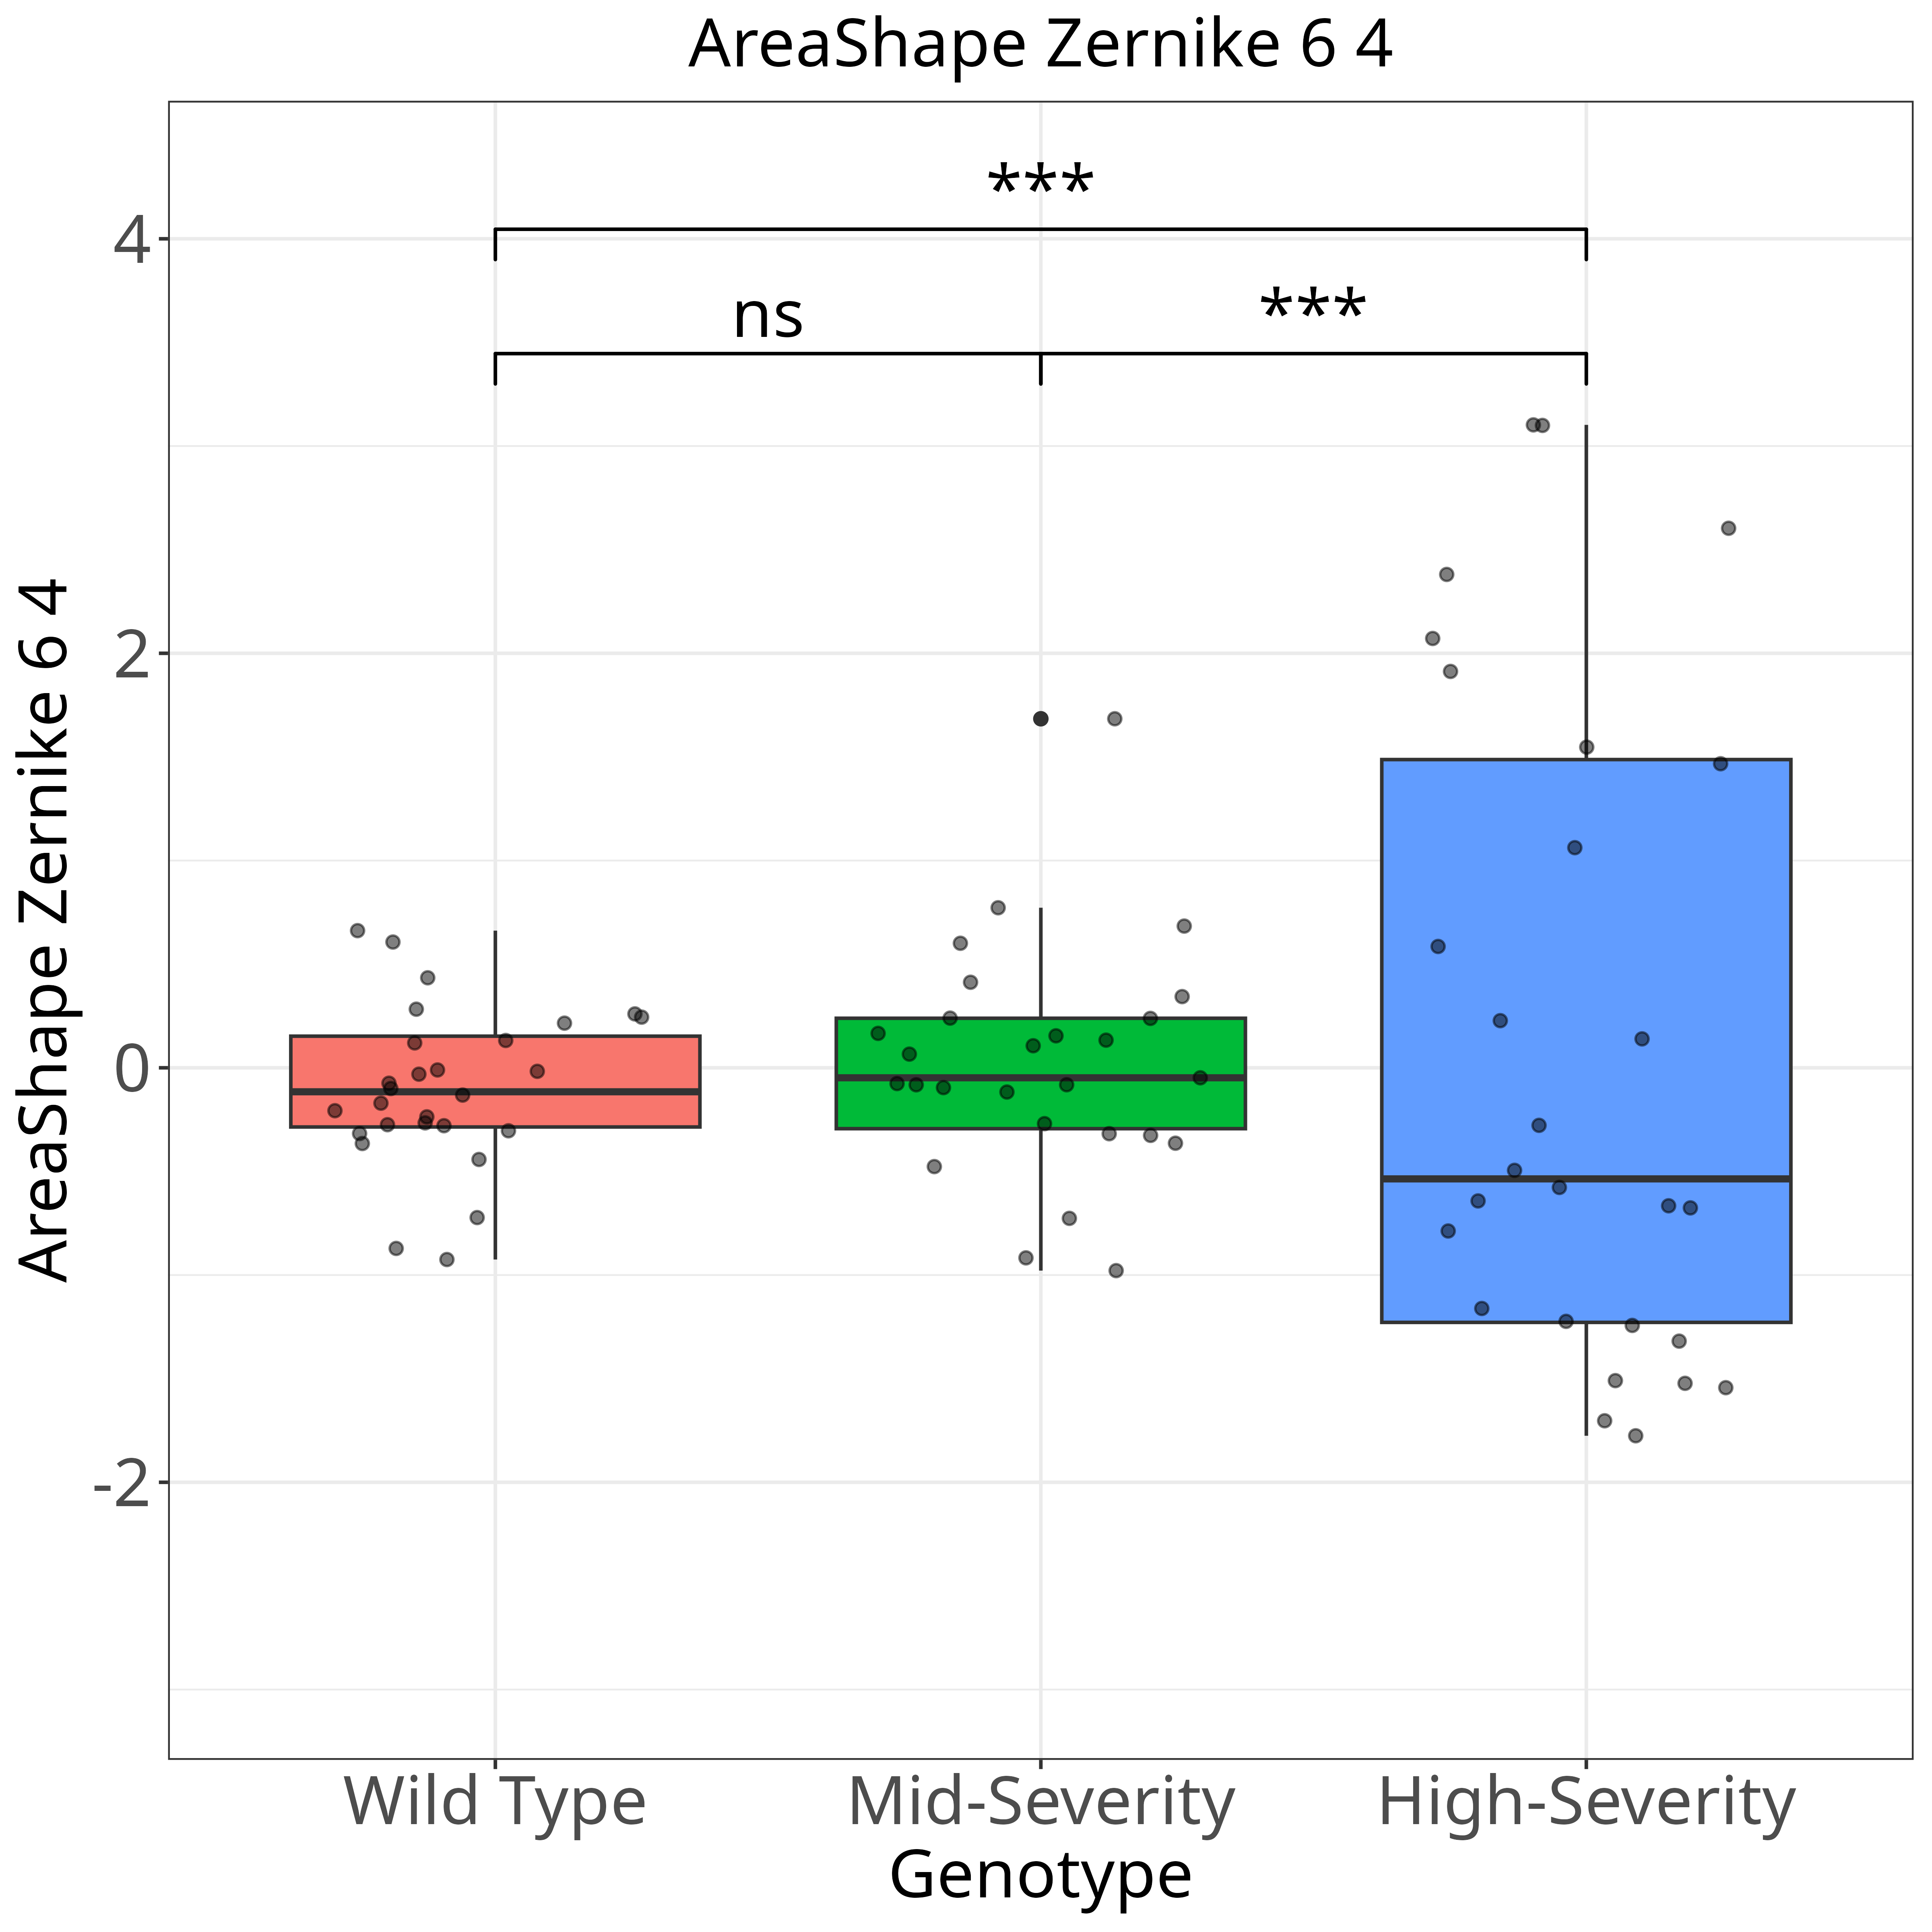 AreaShape Zernike 6 4
***
ns
***
AreaShape Zernike 6 4
4
2
0
-2
Wild Type
Mid-Severity
High-Severity
Genotype